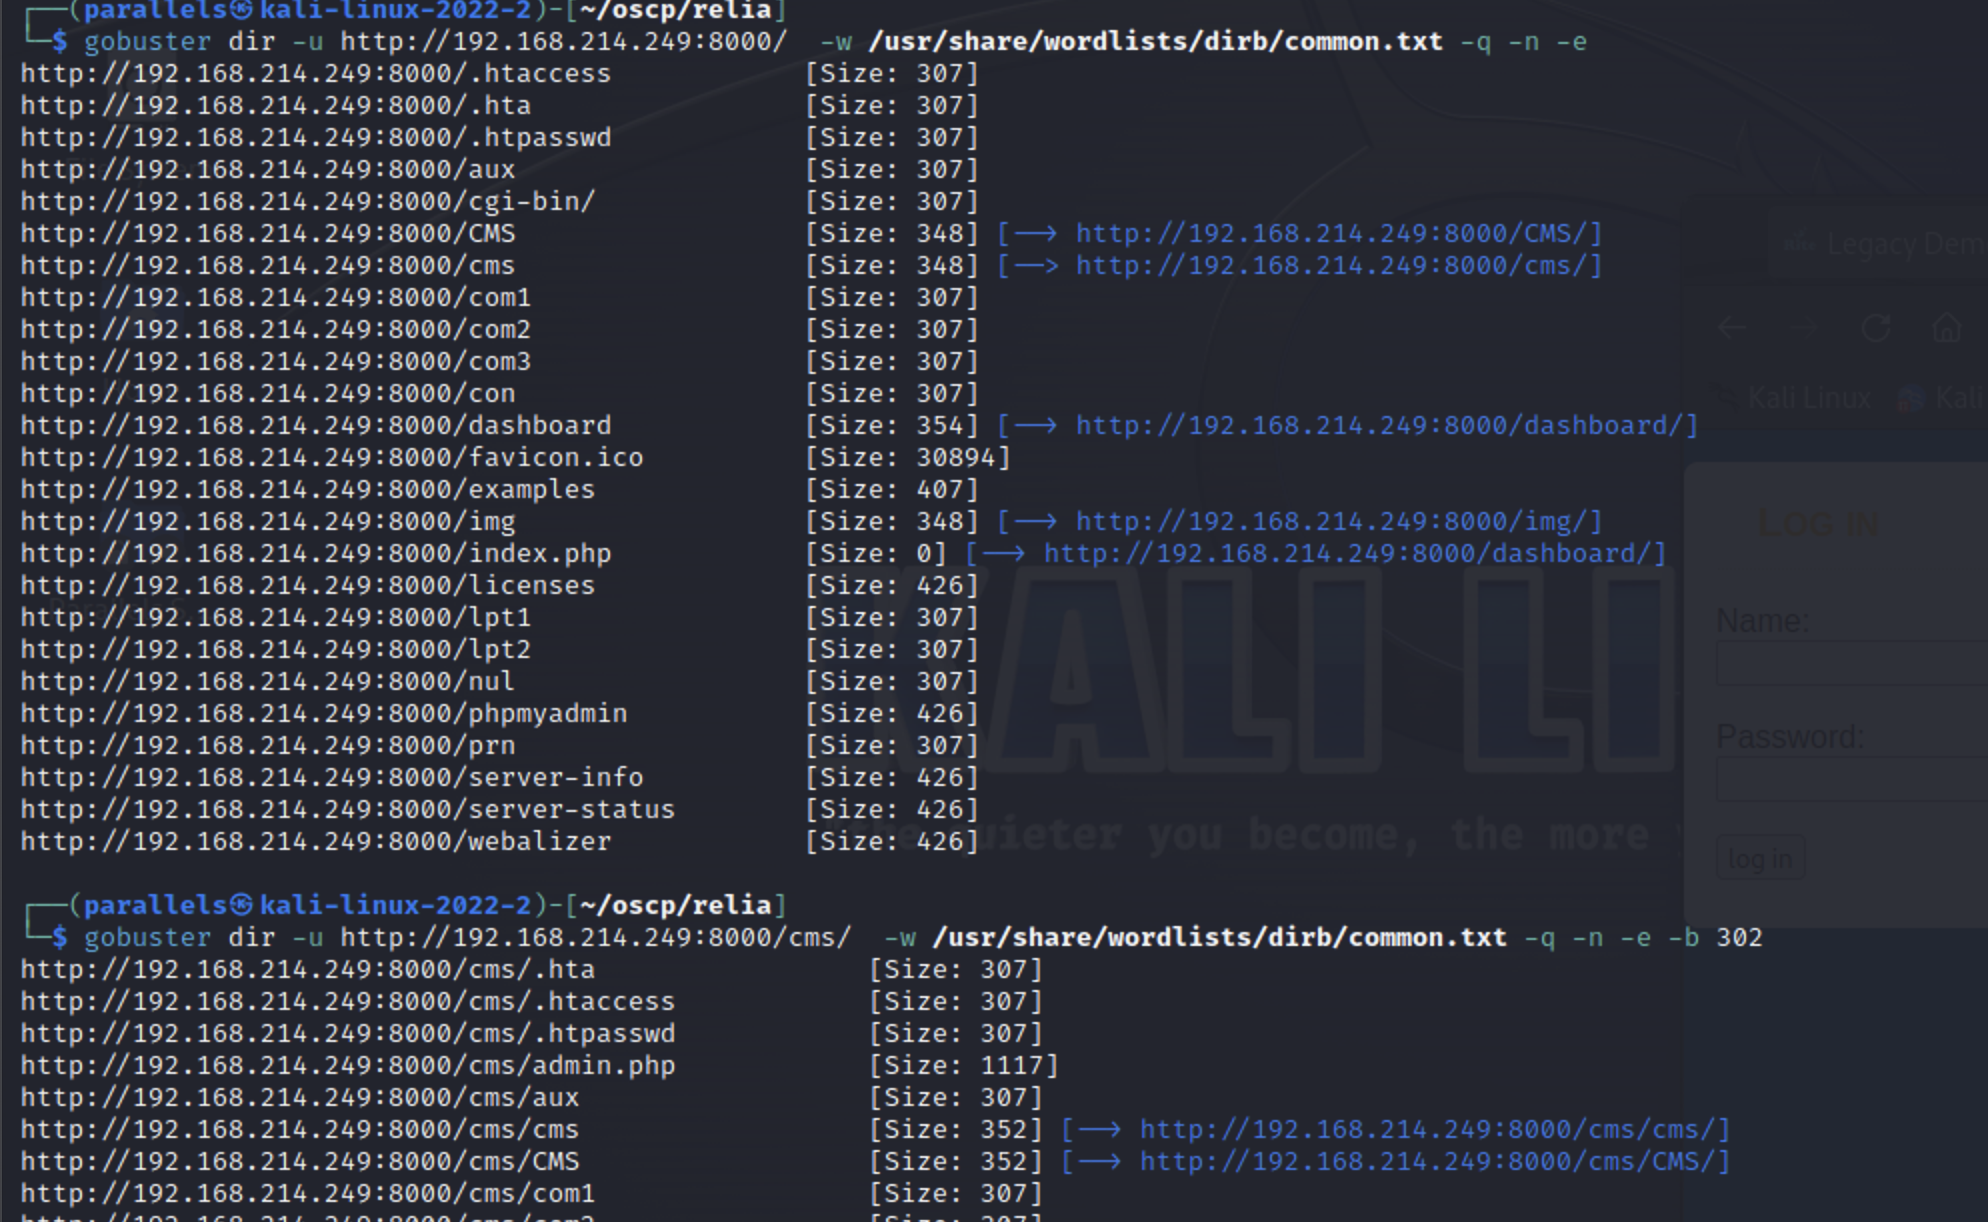 (parallels㉿kali-linux-2022-2)-[~/oscp/relia]
$ gobuster dir -u http://192.168.214.249:8000/ -w /usr/share/wordlists/dirb/common.txt -q -n -e
http://192.168.214.249:8000/.htaccess [Size: 307]
http://192.168.214.249:8000/.hta [Size: 307]
http://192.168.214.249:8000/.htpasswd [Size: 307]
http://192.168.214.249:8000/aux [Size: 307]
http://192.168.214.249:8000/cgi-bin/ [Size: 307]
http://192.168.214.249:8000/CMS [Size: 348] [--> http://192.168.214.249:8000/CMS/]
http://192.168.214.249:8000/cms [Size: 348] [--> http://192.168.214.249:8000/cms/]
http://192.168.214.249:8000/com1 [Size: 307]
http://192.168.214.249:8000/com2 [Size: 307]
http://192.168.214.249:8000/com3 [Size: 307]
http://192.168.214.249:8000/con [Size: 307]
http://192.168.214.249:8000/dashboard [Size: 354] [--> http://192.168.214.249:8000/dashboard/]
http://192.168.214.249:8000/favicon.ico [Size: 30894]
http://192.168.214.249:8000/examples [Size: 407]
http://192.168.214.249:8000/img [Size: 348] [--> http://192.168.214.249:8000/img/]
http://192.168.214.249:8000/index.php [Size: 0] [--> http://192.168.214.249:8000/dashboard/]
http://192.168.214.249:8000/licenses [Size: 426]
http://192.168.214.249:8000/lpt1 [Size: 307]
http://192.168.214.249:8000/lpt2 [Size: 307]
http://192.168.214.249:8000/nul [Size: 307]
http://192.168.214.249:8000/phpmyadmin [Size: 426]
http://192.168.214.249:8000/prn [Size: 307]
http://192.168.214.249:8000/server-info [Size: 426]
http://192.168.214.249:8000/server-status [Size: 426]
http://192.168.214.249:8000/webalizer [Size: 426]
(parallels㉿kali-linux-2022-2)-[~/oscp/relia]
$ gobuster dir -u http://192.168.214.249:8000/cms/ -w /usr/share/wordlists/dirb/common.txt -q -n -e -b 302
http://192.168.214.249:8000/cms/.hta [Size: 307]
http://192.168.214.249:8000/cms/.htaccess [Size: 307]
http://192.168.214.249:8000/cms/.htpasswd [Size: 307]
http://192.168.214.249:8000/cms/admin.php [Size: 1117]
http://192.168.214.249:8000/cms/aux [Size: 307]
http://192.168.214.249:8000/cms/cms [Size: 352] [--> http://192.168.214.249:8000/cms/cms/]
http://192.168.214.249:8000/cms/CMS [Size: 352] [--> http://192.168.214.249:8000/cms/CMS/]
http://192.168.214.249:8000/cms/com1 [Size: 307]
http://192.168.214.249:8000/cms/com2 [Size: 307]
Legacy Dem
Kali Linux Kali
LOG IN
Name:
Password:
log in
KALI LI
quieter you become, the more